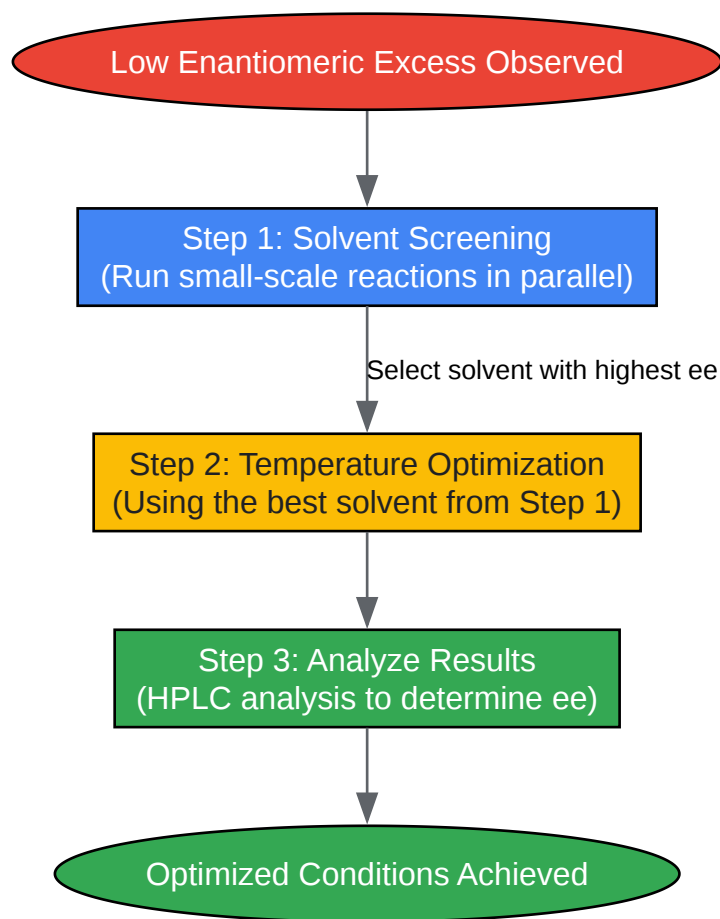 Low Enantiomeric Excess Observed
Step 1: Solvent Screening
(Run small-scale reactions in parallel)
Select solvent with highest ee
Step 2: Temperature Optimization
(Using the best solvent from Step 1)
Step 3: Analyze Results
(HPLC analysis to determine ee)
Optimized Conditions Achieved